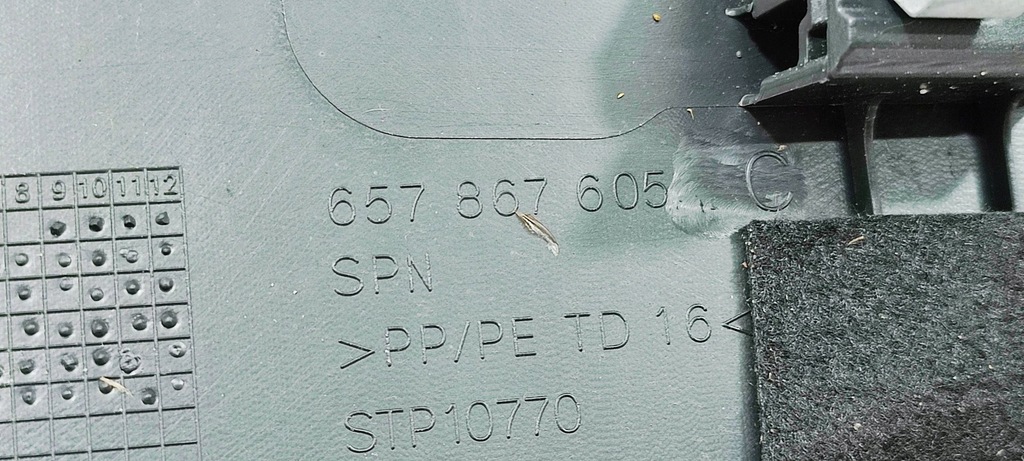 8 9 10 11 12
657 867 605 C
SPN
>PP/PE TD 16<
STP10770